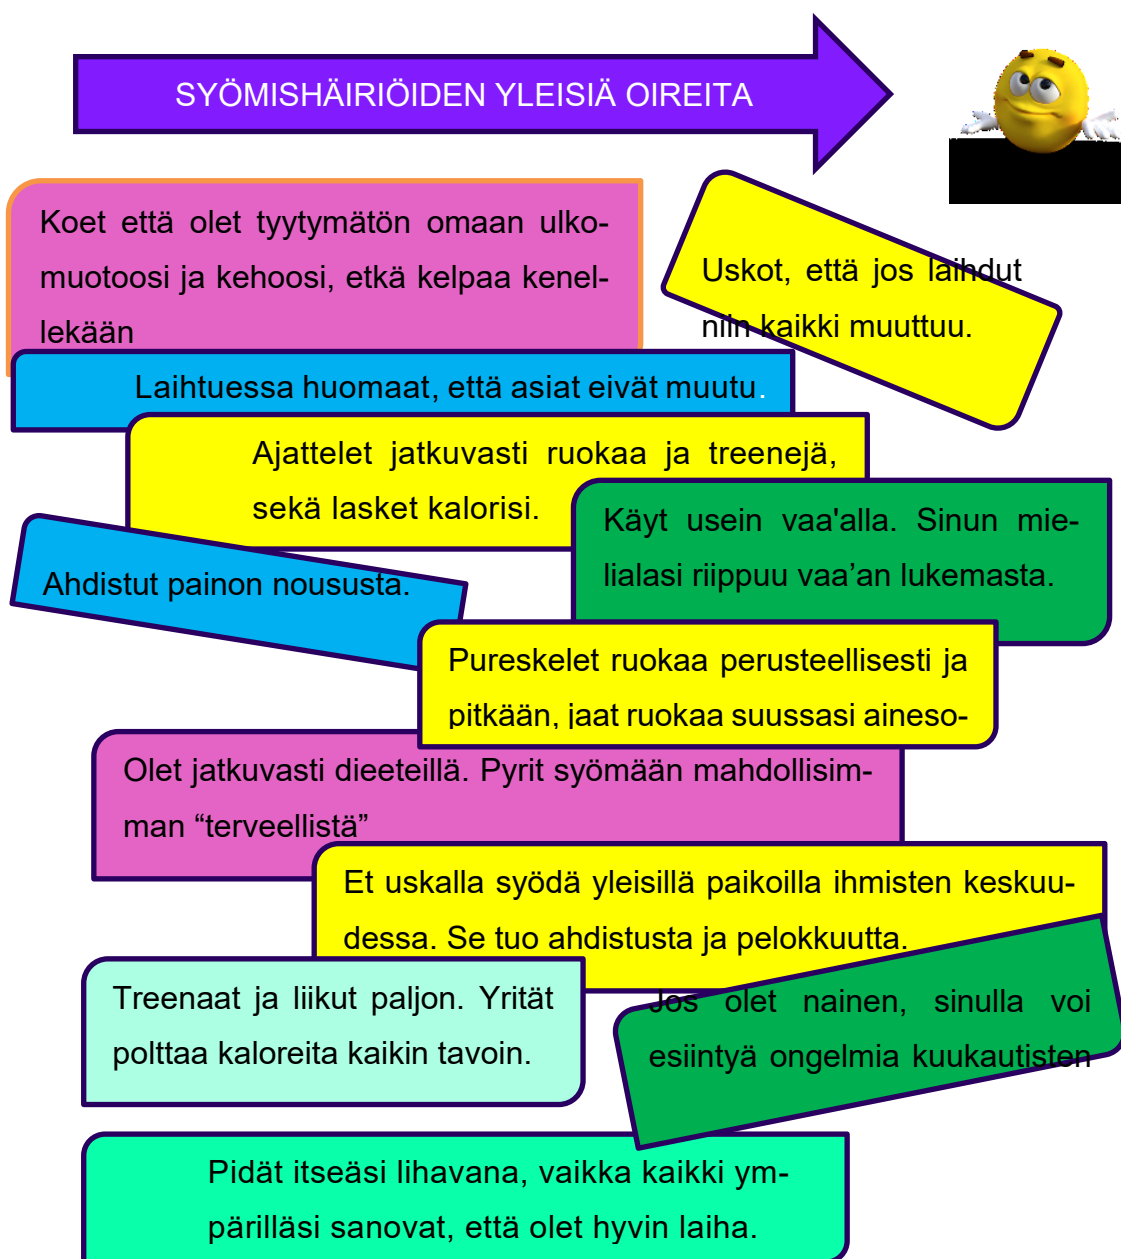 SYÖMISHÄIRIÖIDEN YLEISIÄ OIREITA
Koet että olet tyytymätön omaan ulko-
muotoosi ja kehoosi, etkä kelpaa kenel-
lekään
Uskot, että jos laihdut
niin kaikki muuttuu.
Laihtuessa huomaat, että asiat eivät muutu.
Ajattelet jatkuvasti ruokaa ja treenejä,
sekä lasket kalorisi.
Käyt usein vaa'alla. Sinun mie-
lialasi riippuu vaa’an lukemasta.
Ahdistut painon noususta.
Pureskelet ruokaa perusteellisesti ja
pitkään, jaat ruokaa suussasi aineso-
Olet jatkuvasti dieeteillä. Pyrit syömään mahdollisim-
man “terveellistä”
Et uskalla syödä yleisillä paikoilla ihmisten keskuu-
dessa. Se tuo ahdistusta ja pelokkuutta.
Treenaat ja liikut paljon. Yrität
polttaa kaloreita kaikin tavoin.
Jos olet nainen, sinulla voi
esiintyä ongelmia kuukautisten
Pidät itseäsi lihavana, vaikka kaikki ym-
pärilläsi sanovat, että olet hyvin laiha.